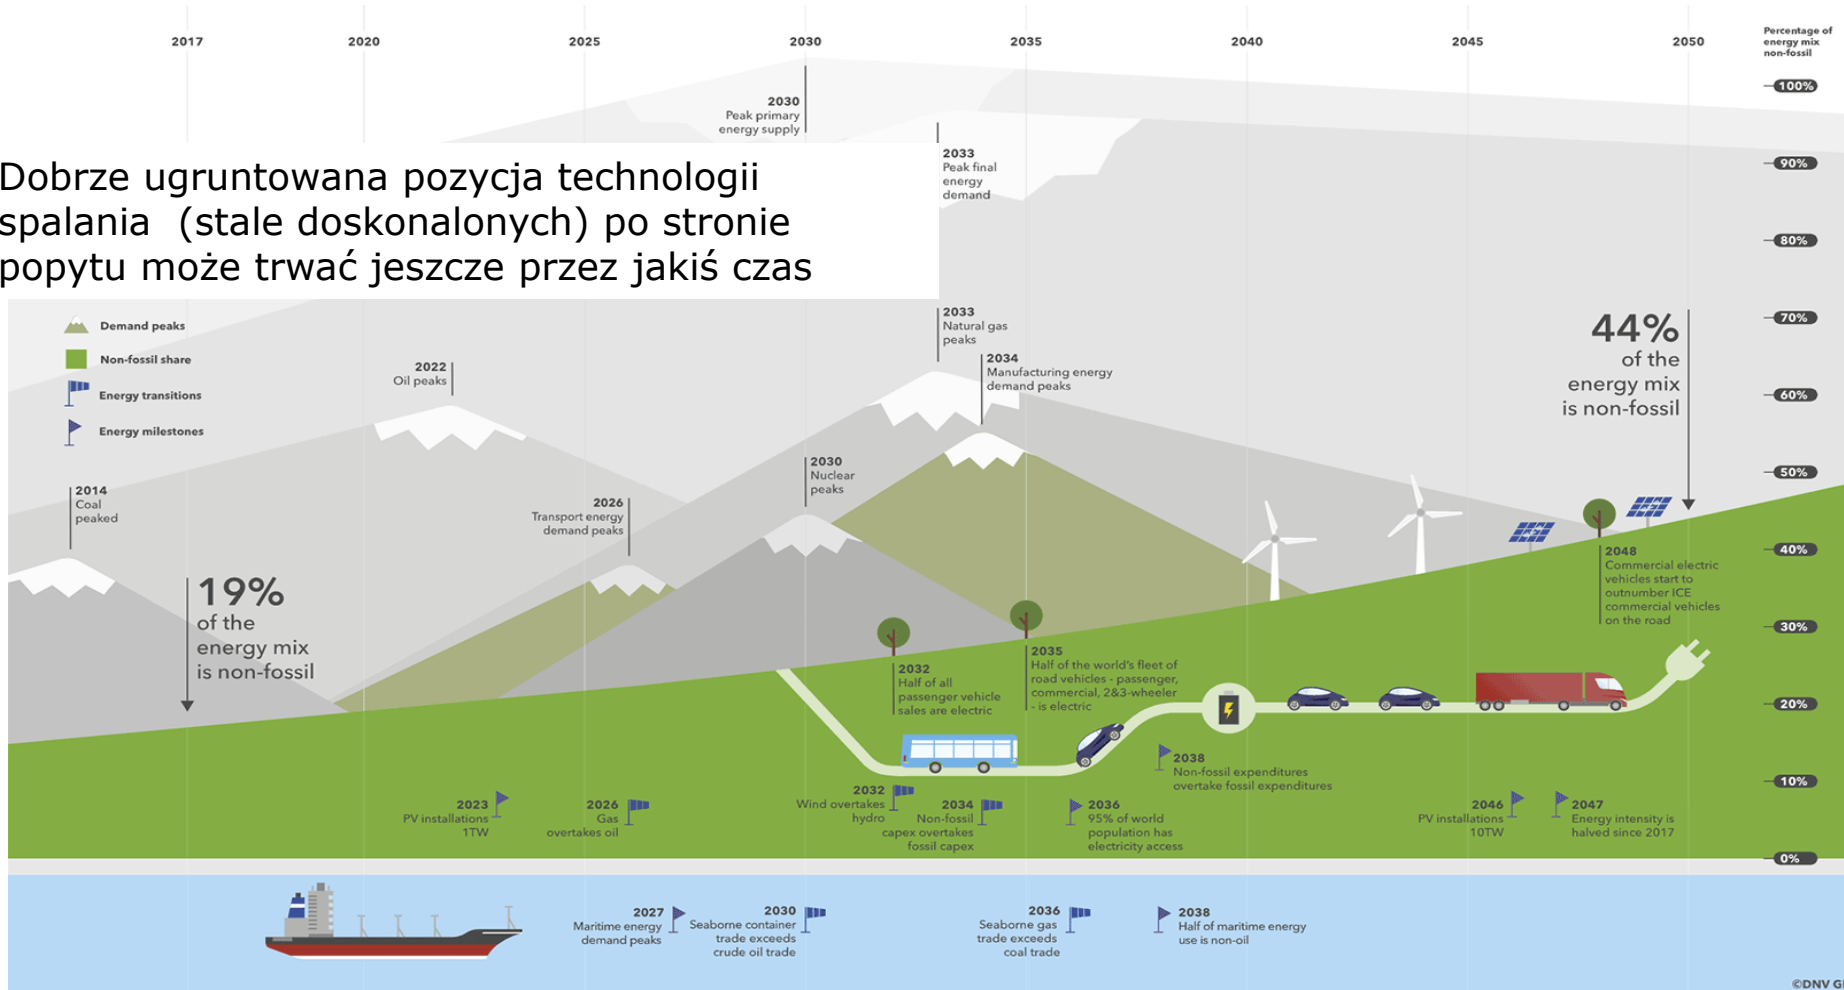 2017
2020
2025
2030
2035
2040
2045
2050
Percentage of
energy mix
non-fossil
100%
90%
80%
70%
60%
50%
40%
30%
20%
10%
0%
2030
Peak primary
energy supply
2033
Peak final
energy
demand
Dobrze ugruntowana pozycja technologii
spalania (stale doskonalonych) po stronie
popytu może trwać jeszcze przez jakiś czas
Demand peaks
Non-fossil share
Energy transitions
Energy milestones
2022
Oil peaks
2033
Natural gas
peaks
2034
Manufacturing energy
demand peaks
44%
of the
energy mix
is non-fossil
2014
Coal
peaked
2026
Transport energy
demand peaks
2030
Nuclear
peaks
19%
of the
energy mix
is non-fossil
2048
Commercial electric
vehicles start to
outnumber ICE
commercial vehicles
on the road
2032
Half of all
passenger vehicle
sales are electric
2035
Half of the world's fleet of
road vehicles - passenger,
commercial, 2&3-wheeler
- is electric
2038
Non-fossil expenditures
overtake fossil expenditures
2023
PV installations
1TW
2026
Gas
overtakes oil
2032
Wind overtakes
hydro
2034
Non-fossil
capex overtakes
fossil capex
2036
95% of world
population has
electricity access
2046
PV installations
10TW
2047
Energy intensity is
halved since 2017
2027
Maritime energy
demand peaks
2030
Seaborne container
trade exceeds
crude oil trade
2036
Seaborne gas
trade exceeds
coal trade
2038
Half of maritime energy
use is non-oil
©DNV G